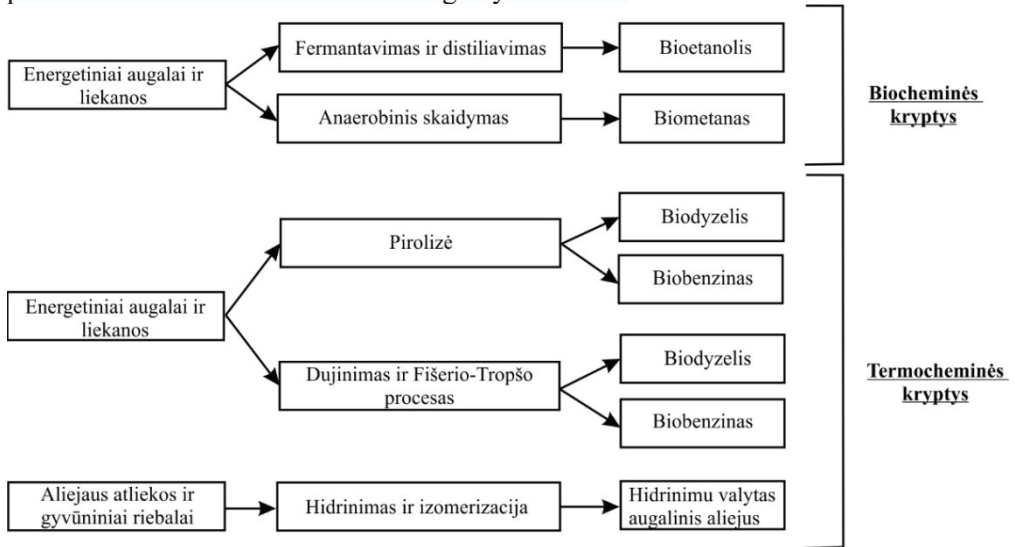 Fermantavimas ir distiliavimas
Bioetanolis
Energetiniai augalai ir
liekanos
Anaerobinis skaidymas
Biometanas
Biocheminės
kryptys
Pirolizė
Biodyzelis
Biobenzinas
Energetiniai augalai ir
liekanos
Dujinimas ir Fišerio-Tropšo
procesas
Biodyzelis
Biobenzinas
Termocheminės
kryptys
Aliejaus atliekos ir
gyvūniniai riebalai
Hidrinimas ir izomerizacija
Hidrinimu valytas
augalinis aliejus